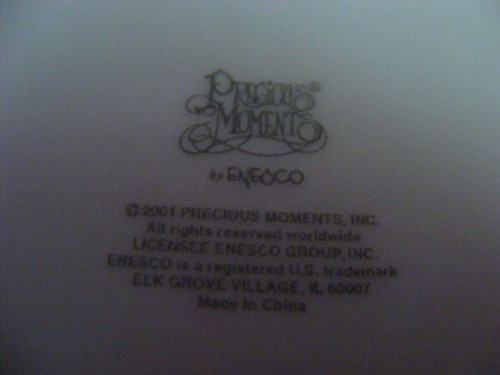 PRECIOUS®
MOMENTS
by ENESCO
© 2001 PRECIOUS MOMENTS, INC.
All rights reserved worldwide
LICENSEE ENESCO GROUP, INC.
ENESCO is a registered U.S. trademark
ELK GROVE VILLAGE, IL 60007
Made in China